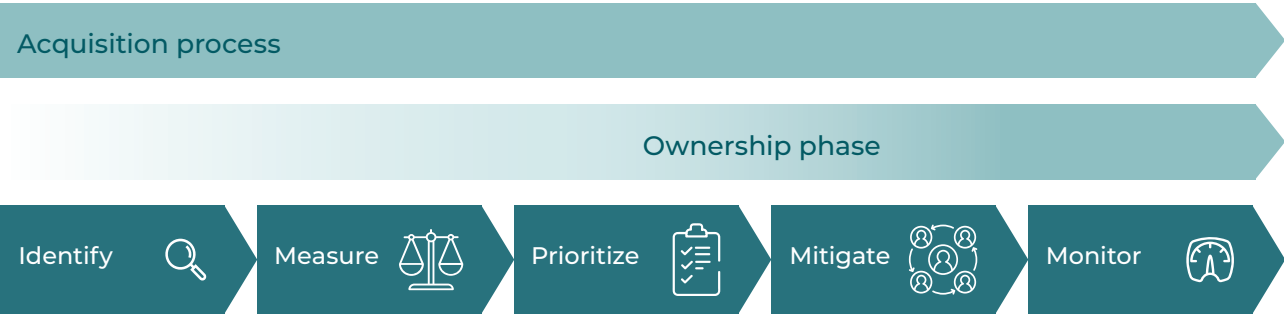 Acquisition process
Ownership phase
Identify
Measure
Prioritize
Mitigate
Monitor